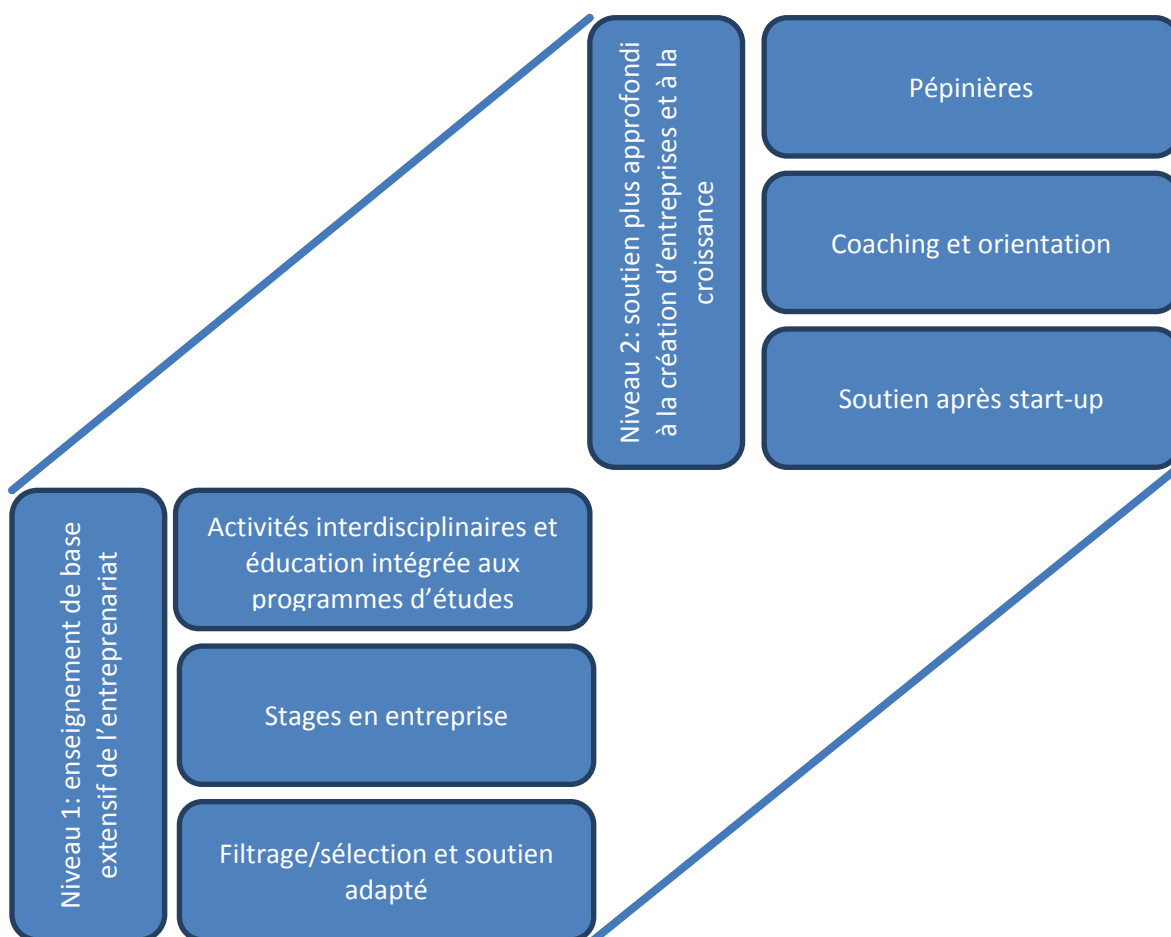 Niveau 2: soutien plus approfondi
à la création d’entreprises et à la
croissance
Pépinières
Coaching et orientation
Soutien après start-up
Niveau 1: enseignement de base
extensif de l’entreprenariat
Activités interdisciplinaires et
éducation intégrée aux
programmes d’études
Stages en entreprise
Filtrage/sélection et soutien
adapté